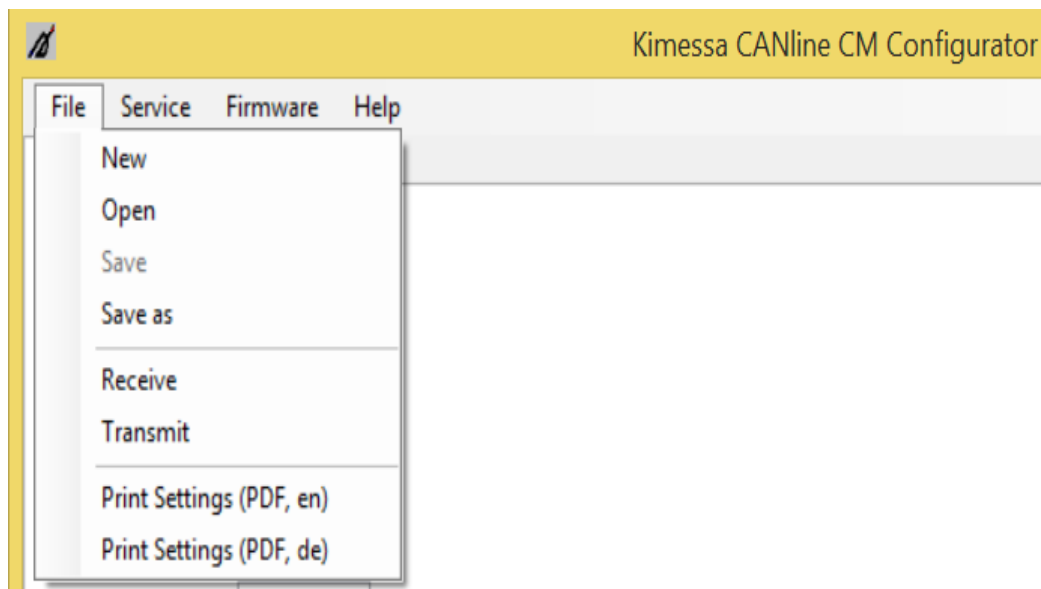 Kimessa CANline CM Configurator
File Service Firmware Help
New
Open
Save
Save as
Receive
Transmit
Print Settings (PDF, en)
Print Settings (PDF, de)